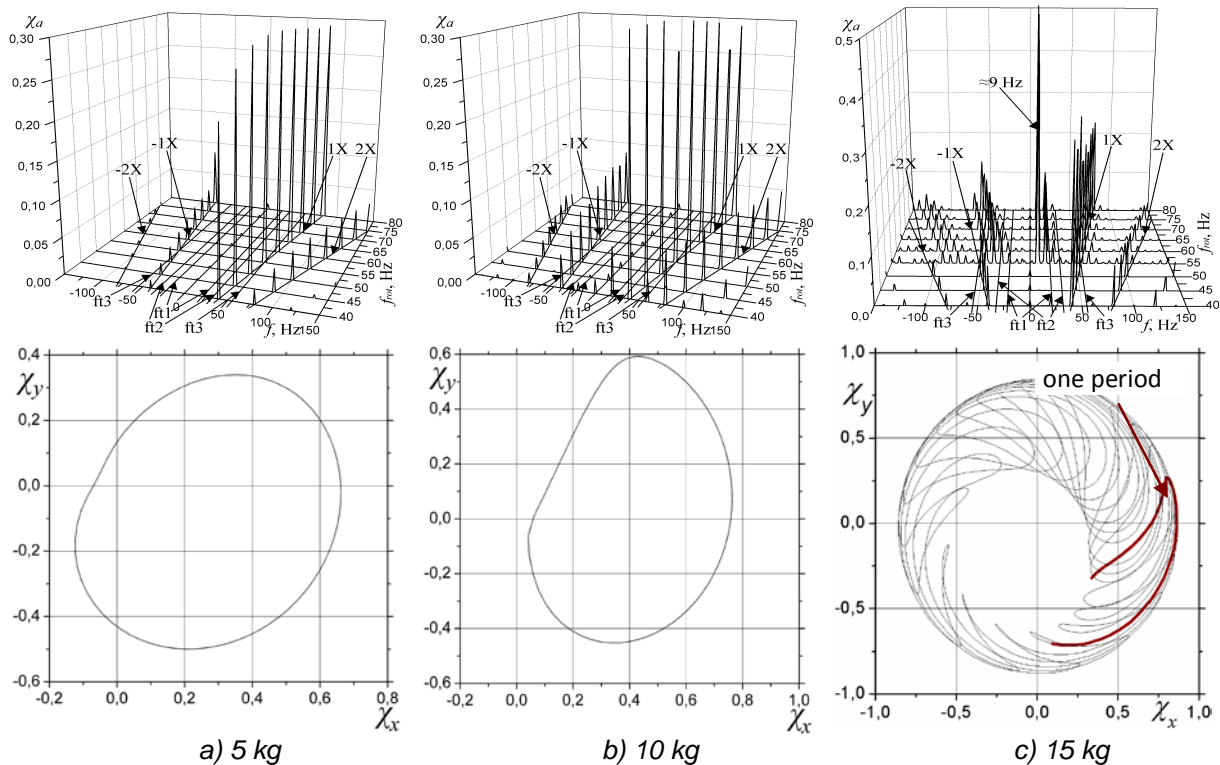 χa
0,30
0,25
0,20
0,15
0,10
0,05
0,00
-2X
-1X
1X 2X
-100
-50
0
50
100
150
ft3
ft1
ft2
ft3
f, Hz
40
45
50
55
60
65
70
75
80
frot, Hz
χa
0,30
0,25
0,20
0,15
0,10
0,05
0,00
-2X
-1X
1X 2X
-100
-50
0
50
100
150
ft3
ft1
ft2
ft3
f, Hz
40
45
50
55
60
65
70
75
80
frot, Hz
χa
0,5
0,4
0,3
0,2
0,1
0,0
≈9 Hz
-2X
-1X
1X
2X
-100
-50
0
50
100
150
ft3
ft1 ft2
ft3
f, Hz
40
45
50
55
60
65
70
75
80
frot, Hz
χy
0,4
0,2
0,0
-0,2
-0,4
-0,6
-0,2 0,0 0,2 0,4 0,6 0,8
χx
χy
0,6
0,4
0,2
0,0
-0,2
-0,4
-0,6
-0,2 0,0 0,2 0,4 0,6 0,8 1,0
χx
χy
1,0
0,5
0,0
-0,5
-1,0
one period
-1,0 -0,5 0,0 0,5 1,0
χx
a) 5 kg
b) 10 kg
c) 15 kg